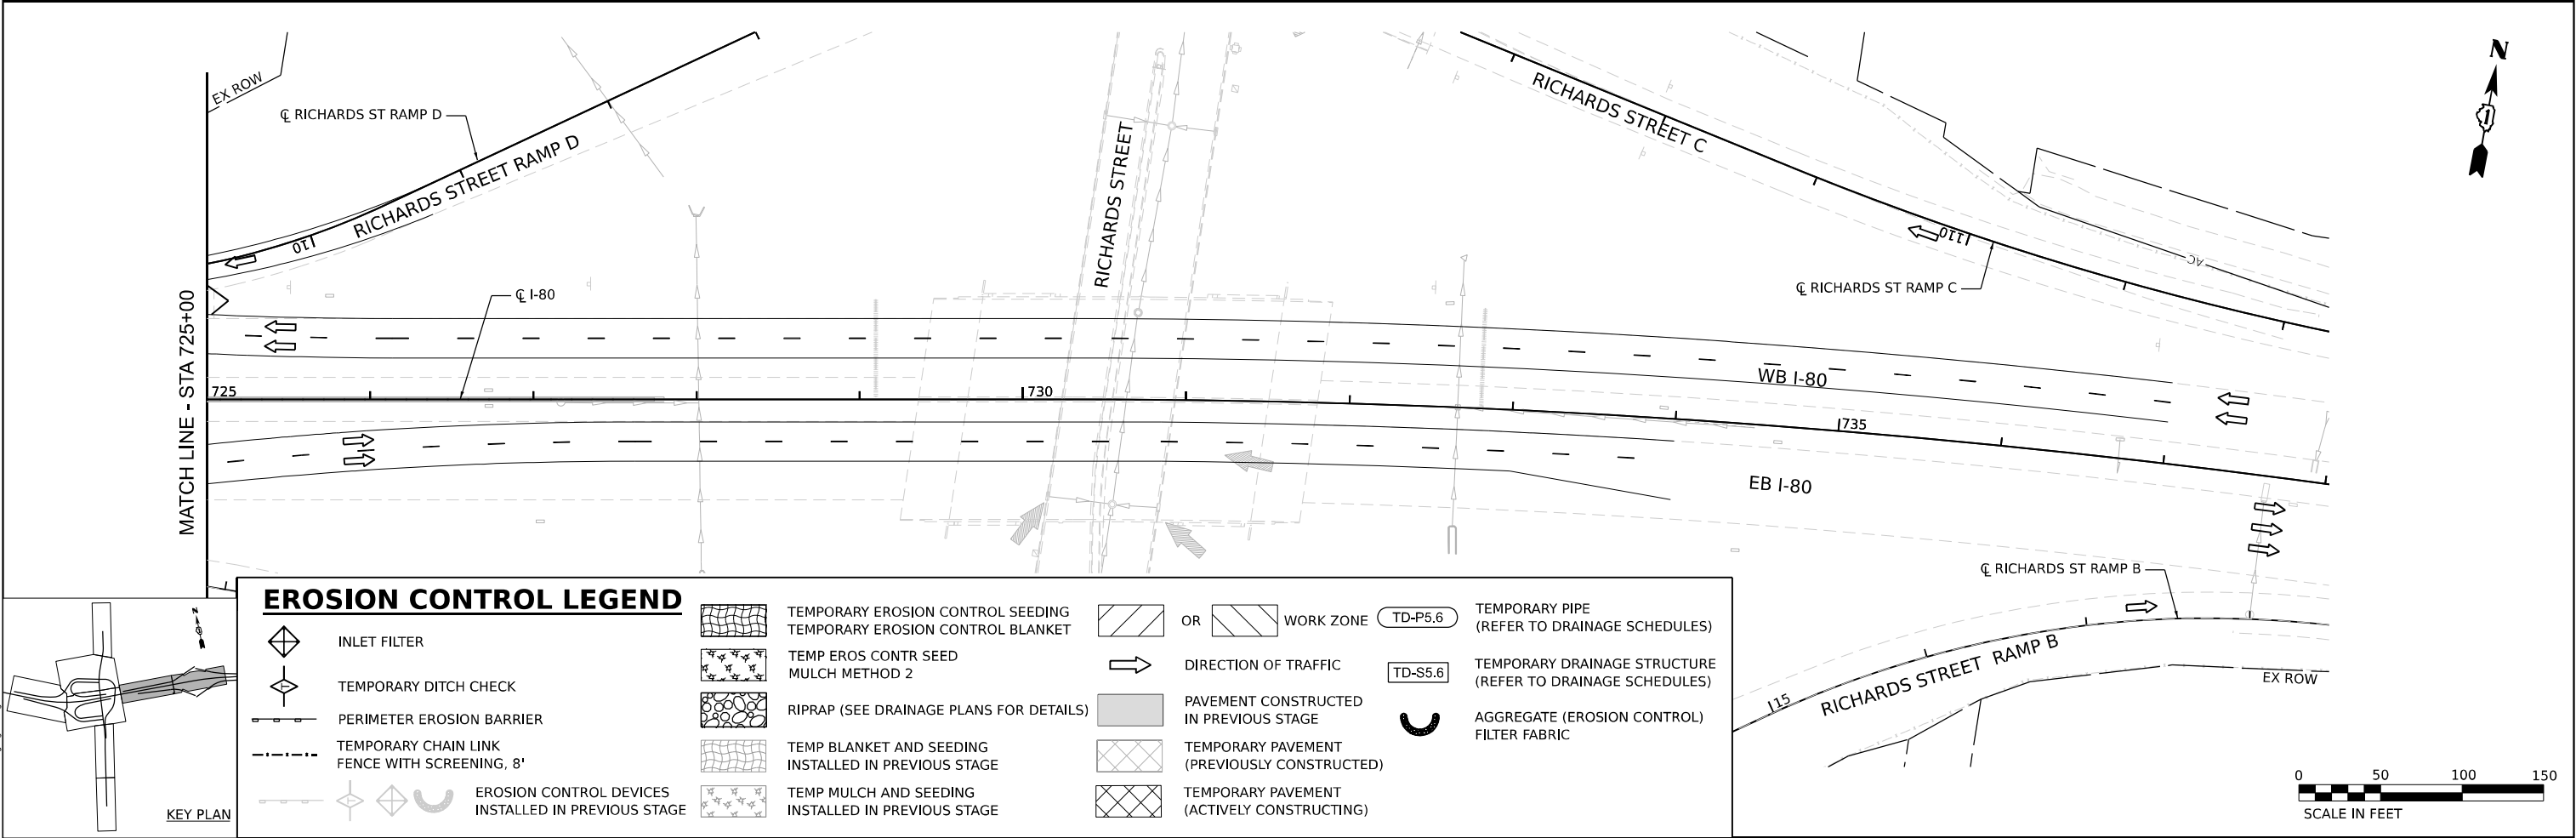 EX ROW
℄ RICHARDS ST RAMP D
RICHARDS STREET RAMP D
110
RICHARDS STREET
RICHARDS STREET C
1110
℄ RICHARDS ST RAMP C
AC
N
1
MATCH LINE - STA 725+00
℄ I-80
725
730
735
WB I-80
EB I-80
℄ RICHARDS ST RAMP B
115
RICHARDS STREET RAMP B
EX ROW
0 50 100 150
SCALE IN FEET
N
KEY PLAN
EROSION CONTROL LEGEND
INLET FILTER
T
TEMPORARY DITCH CHECK
PERIMETER EROSION BARRIER
TEMPORARY CHAIN LINK
FENCE WITH SCREENING, 8'
T
EROSION CONTROL DEVICES
INSTALLED IN PREVIOUS STAGE
TEMPORARY EROSION CONTROL SEEDING
TEMPORARY EROSION CONTROL BLANKET
TEMP EROS CONTR SEED
MULCH METHOD 2
RIPRAP (SEE DRAINAGE PLANS FOR DETAILS)
TEMP BLANKET AND SEEDING
INSTALLED IN PREVIOUS STAGE
TEMP MULCH AND SEEDING
INSTALLED IN PREVIOUS STAGE
OR
WORK ZONE
DIRECTION OF TRAFFIC
PAVEMENT CONSTRUCTED
IN PREVIOUS STAGE
TEMPORARY PAVEMENT
(PREVIOUSLY CONSTRUCTED)
TEMPORARY PAVEMENT
(ACTIVELY CONSTRUCTING)
TD-P5.6
TEMPORARY PIPE
(REFER TO DRAINAGE SCHEDULES)
TD-S5.6
TEMPORARY DRAINAGE STRUCTURE
(REFER TO DRAINAGE SCHEDULES)
AGGREGATE (EROSION CONTROL)
FILTER FABRIC